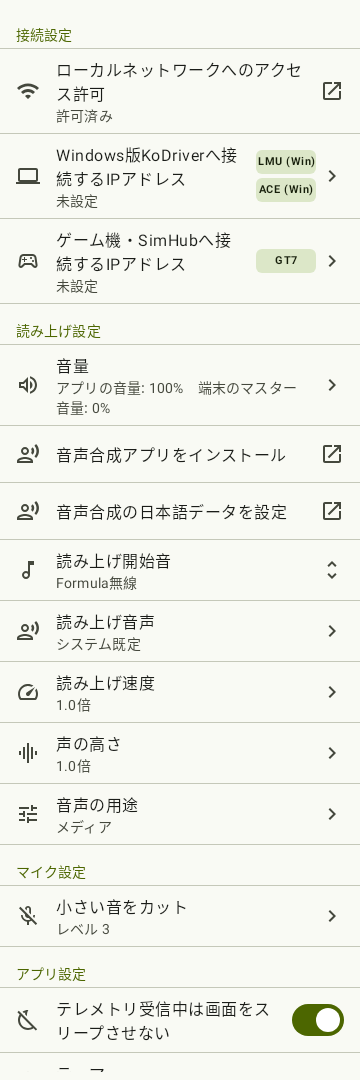 接続設定
ローカルネットワークへのアクセ
ス許可
許可済み
Windows版KoDriverへ接
続するIPアドレス
未設定
LMU (Win)
ACE (Win)
ゲーム機・SimHubへ接
続するIPアドレス
未設定
GT7
読み上げ設定
音量
アプリの音量: 100%　端末のマスター
音量: 0%
音声合成アプリをインストール
音声合成の日本語データを設定
読み上げ開始音
Formula無線
読み上げ音声
システム既定
読み上げ速度
1.0倍
声の高さ
1.0倍
音声の用途
メディア
マイク設定
小さい音をカット
レベル 3
アプリ設定
テレメトリ受信中は画面をス
リープさせない